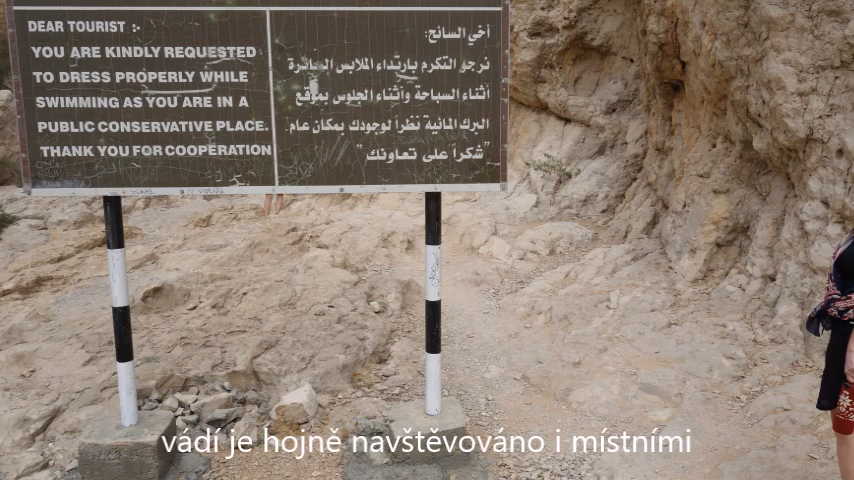 DEAR TOURIST :-
YOU ARE KINDLY REQUESTED
TO DRESS PROPERLY WHILE
SWIMMING AS YOU ARE IN A
PUBLIC CONSERVATIVE PLACE.
THANK YOU FOR COOPERATION
أخي السائح:
نرجو التكرم بارتداء الملابس الساترة
أثناء السباحة وأثناء الجلوس بموقع
البرك المائية نظراً لوجودك بمكان عام.
"شكراً على تعاونك"
vádí je hojně navštěvováno i místními